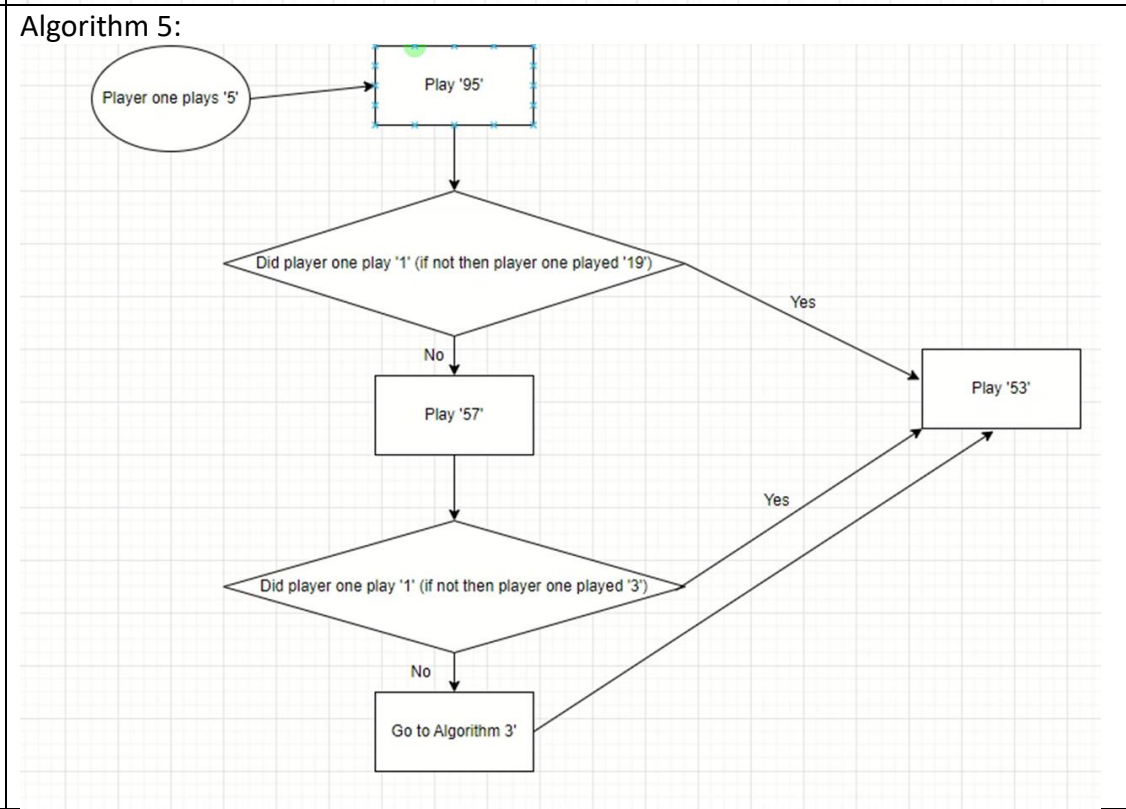 Algorithm 5:
Player one plays '5'
Play '95'
Did player one play '1' (if not then player one played '19')
Yes
No
Play '53'
Play '57'
Yes
Did player one play '1' (if not then player one played '3')
No
Go to Algorithm 3'